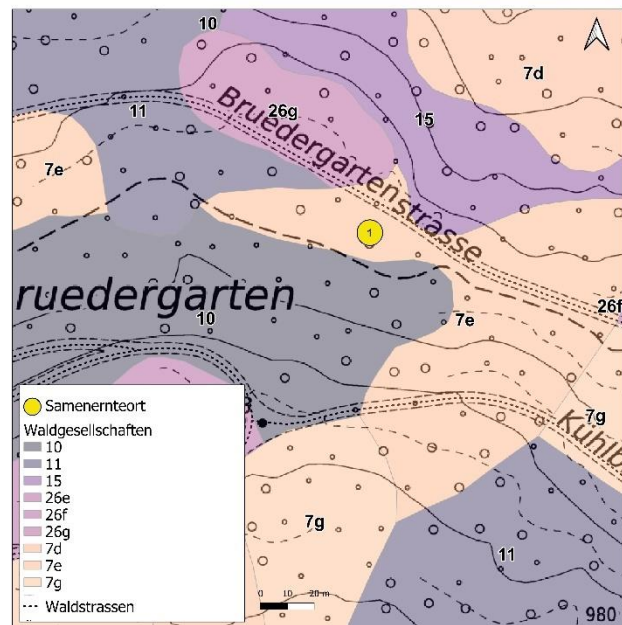 10
7d
11
26g
Bruedergartenstrasse
15
7e
1
ruedergarten
10
7e
26f
7g
Kuhlb
Samenernteort
Waldgesellschaften
10
11
15
26e
26f
26g
7d
7e
7g
Waldstrassen
7g
11
0 10 20 m
980